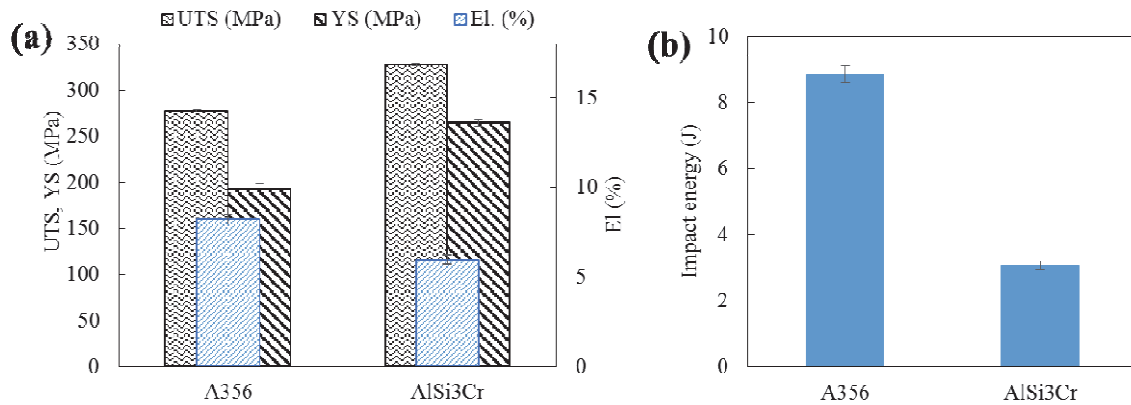 UTS (MPa) YS (MPa) El. (%)
(a)
350
300
250
200
150
100
50
0
UTS, YS (MPa)
15
10
5
0
El (%)
A356 AlSi3Cr
(b)
10
8
6
4
2
0
Impact energy (J)
A356 AlSi3Cr